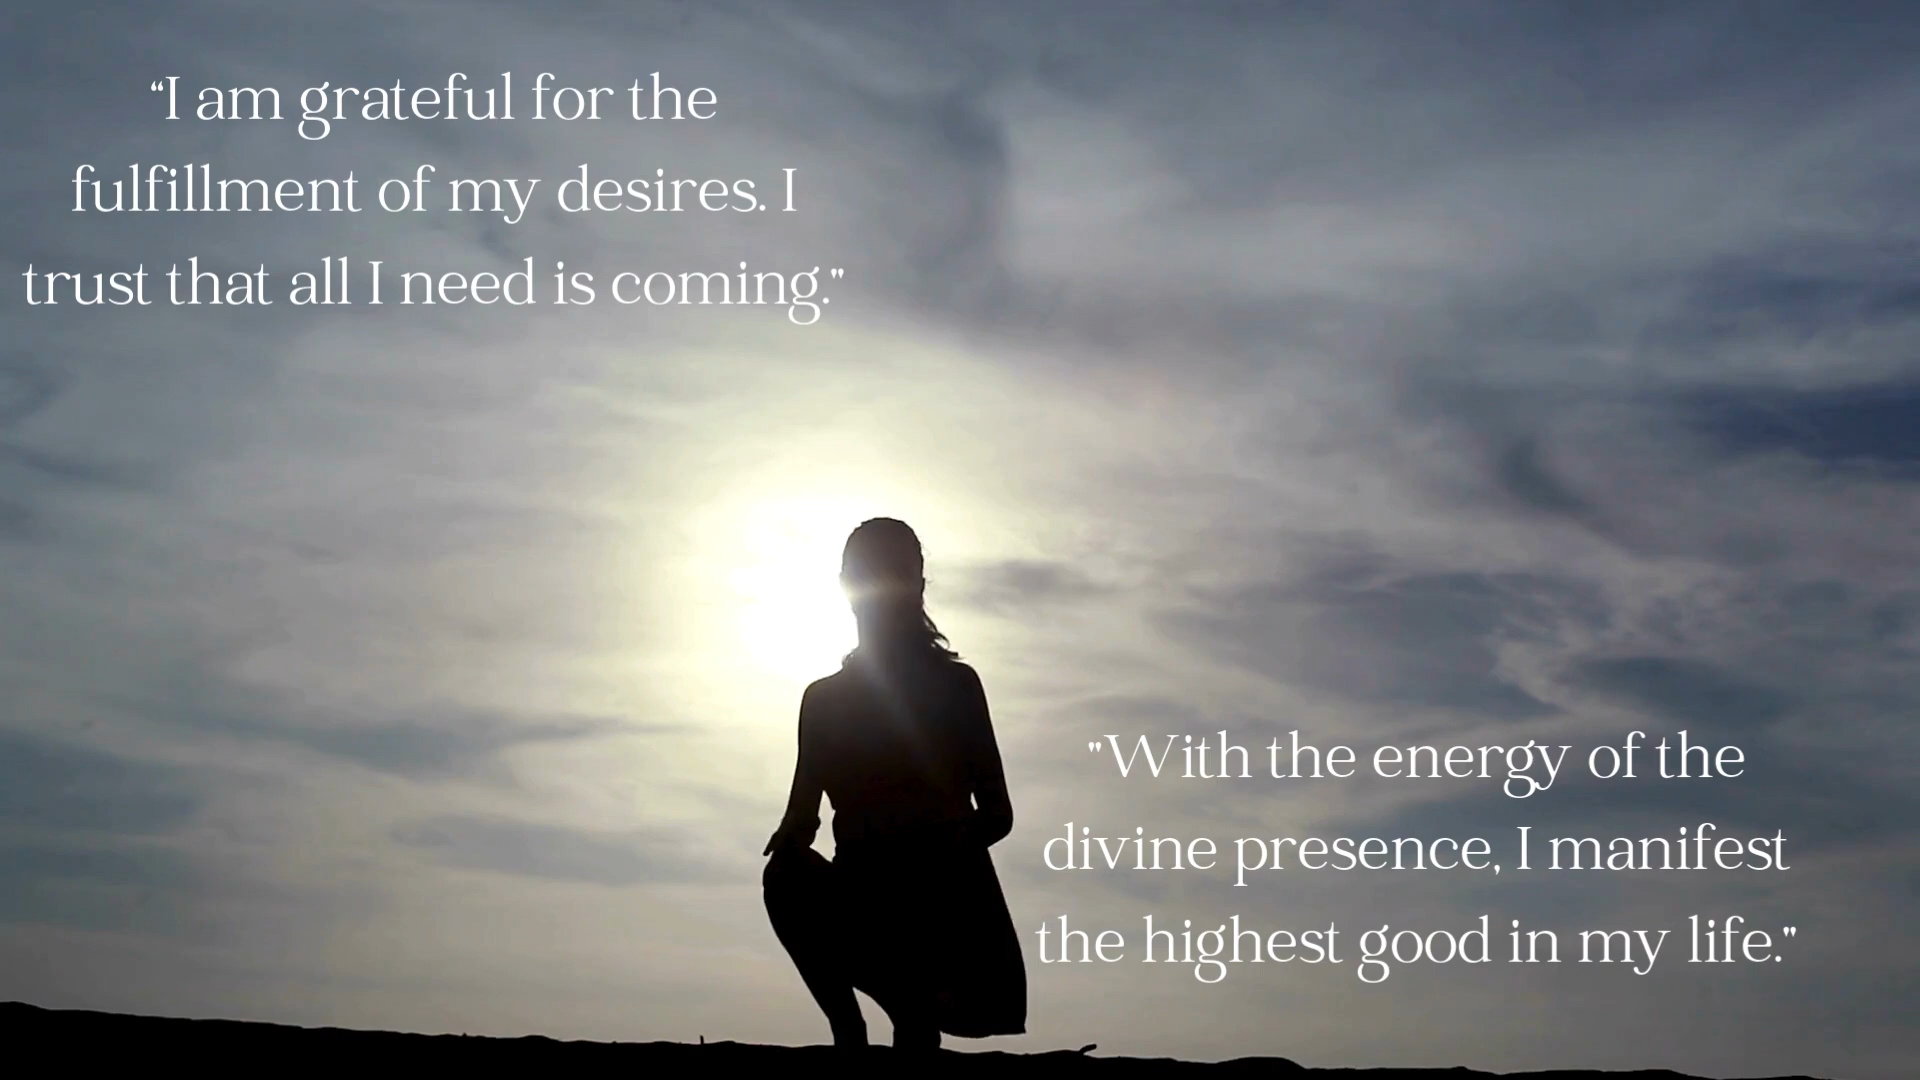 “I am grateful for the
fulfillment of my desires. I
trust that all I need is coming."
"With the energy of the
divine presence, I manifest
the highest good in my life."